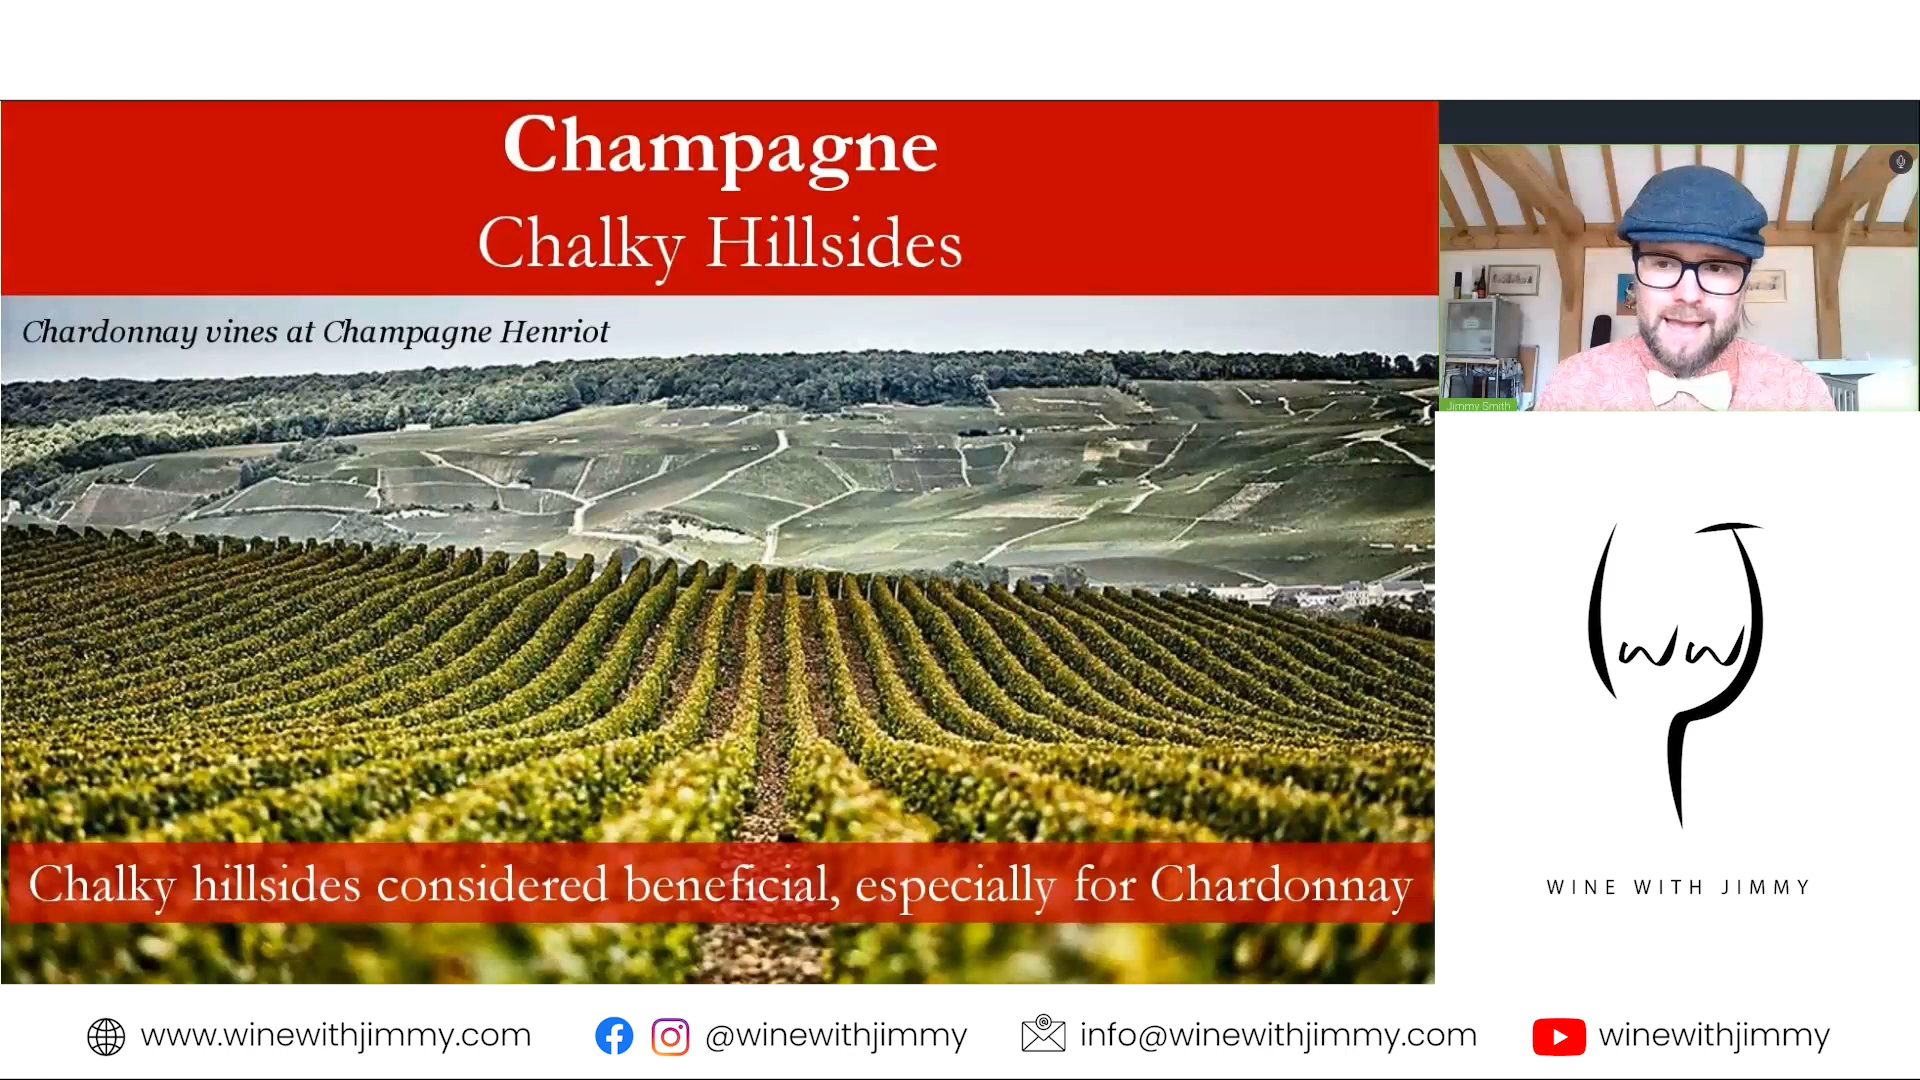 Champagne
Chalky Hillsides
Chardonnay vines at Champagne Henriot
Jimmy Smith
Chalky hillsides considered beneficial, especially for Chardonnay
WINE WITH JIMMY
www.winewithjimmy.com
@winewithjimmy
info@winewithjimmy.com
winewithjimmy